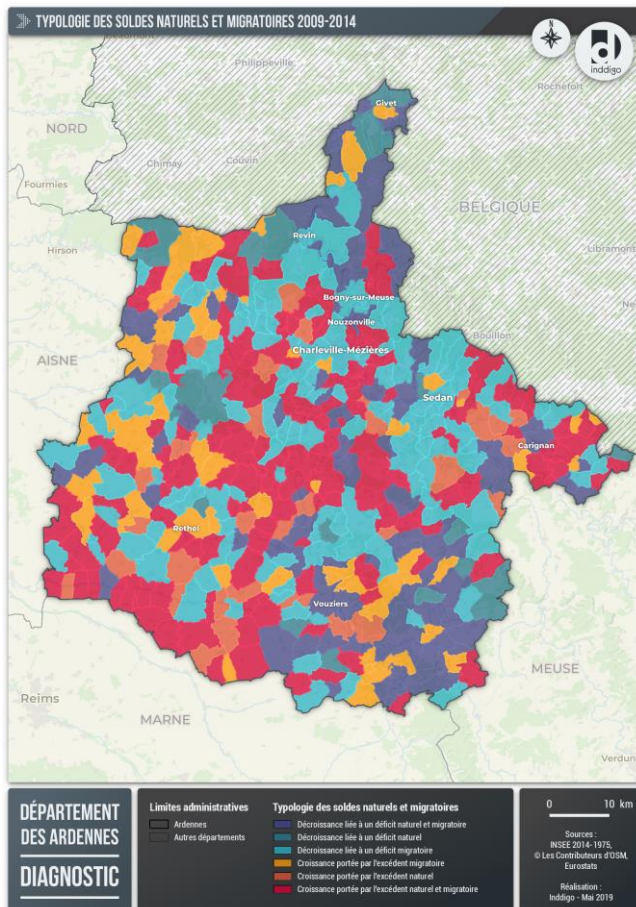 TYPOLOGIE DES SOLDES NATURELS ET MIGRATOIRES 2009-2014
N
inddigo
Philippeville
Rochefort
Givet
NORD
Chimay
Couvin
Fourmies
BELGIQUE
Hirson
Revin
Libramont
Bogny-sur-Meuse
Nouzonville
Bouillon
Charleville-Mézières
AISNE
Sedan
Carignan
Rethel
Vouziers
MEUSE
Reims
MARNE
Verdun
DÉPARTEMENT
DES ARDENNES
DIAGNOSTIC
Limites administratives
Ardennes
Autres départements
Typologie des soldes naturels et migratoires
Décroissance liée à un déficit naturel et migratoire
Décroissance liée à un déficit naturel
Décroissance liée à un déficit migratoire
Croissance portée par l'excédent migratoire
Croissance portée par l'excédent naturel
Croissance portée par l'excédent naturel et migratoire
0 10 km
Sources :
INSEE 2014-1975,
© Les Contributeurs d'OSM,
Eurostats
Réalisation :
Inddigo - Mai 2019